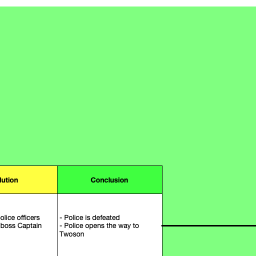 lution
Conclusion
olice officers
boss Captain
- Police is defeated
- Police opens the way to
Twoson